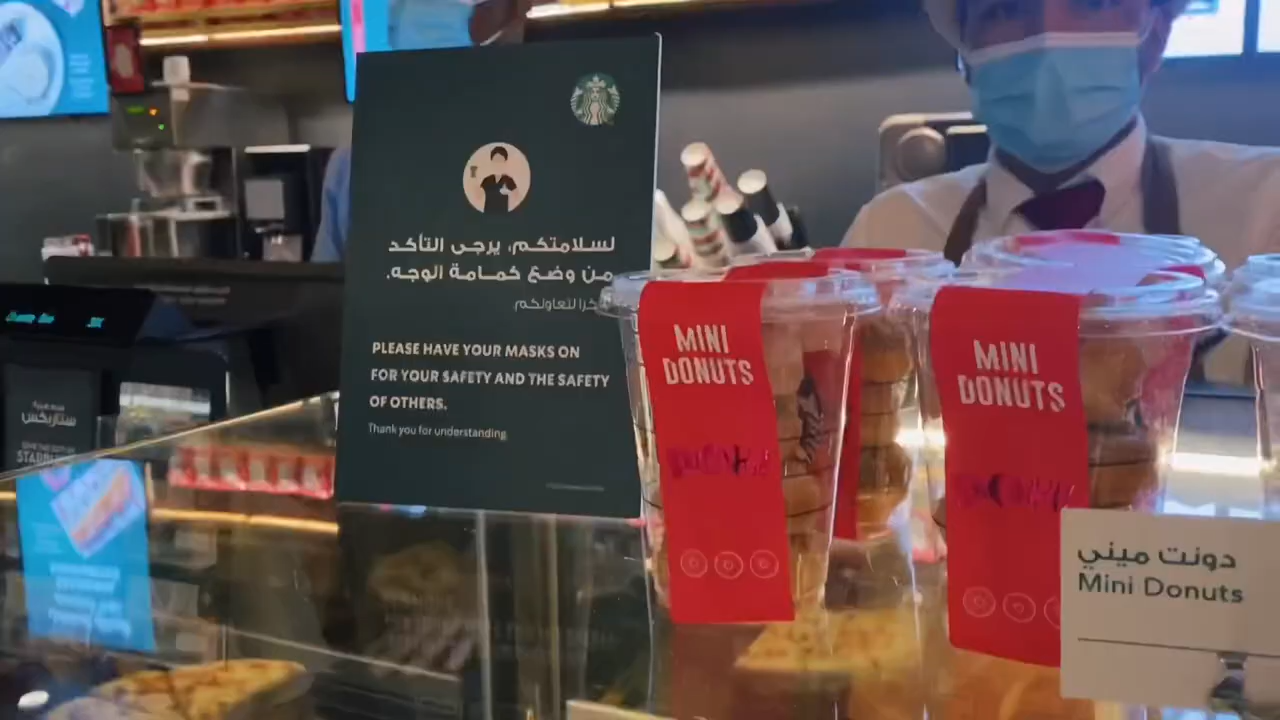 لسلامتكم، يرجى التأكد
من وضع كمامة الوجه.
شكرا لتعاونكم
PLEASE HAVE YOUR MASKS ON
FOR YOUR SAFETY AND THE SAFETY
OF OTHERS.
Thank you for understanding
MINI
DONUTS
MINI
DONUTS
دونت ميني
Mini Donuts
ستاربكس